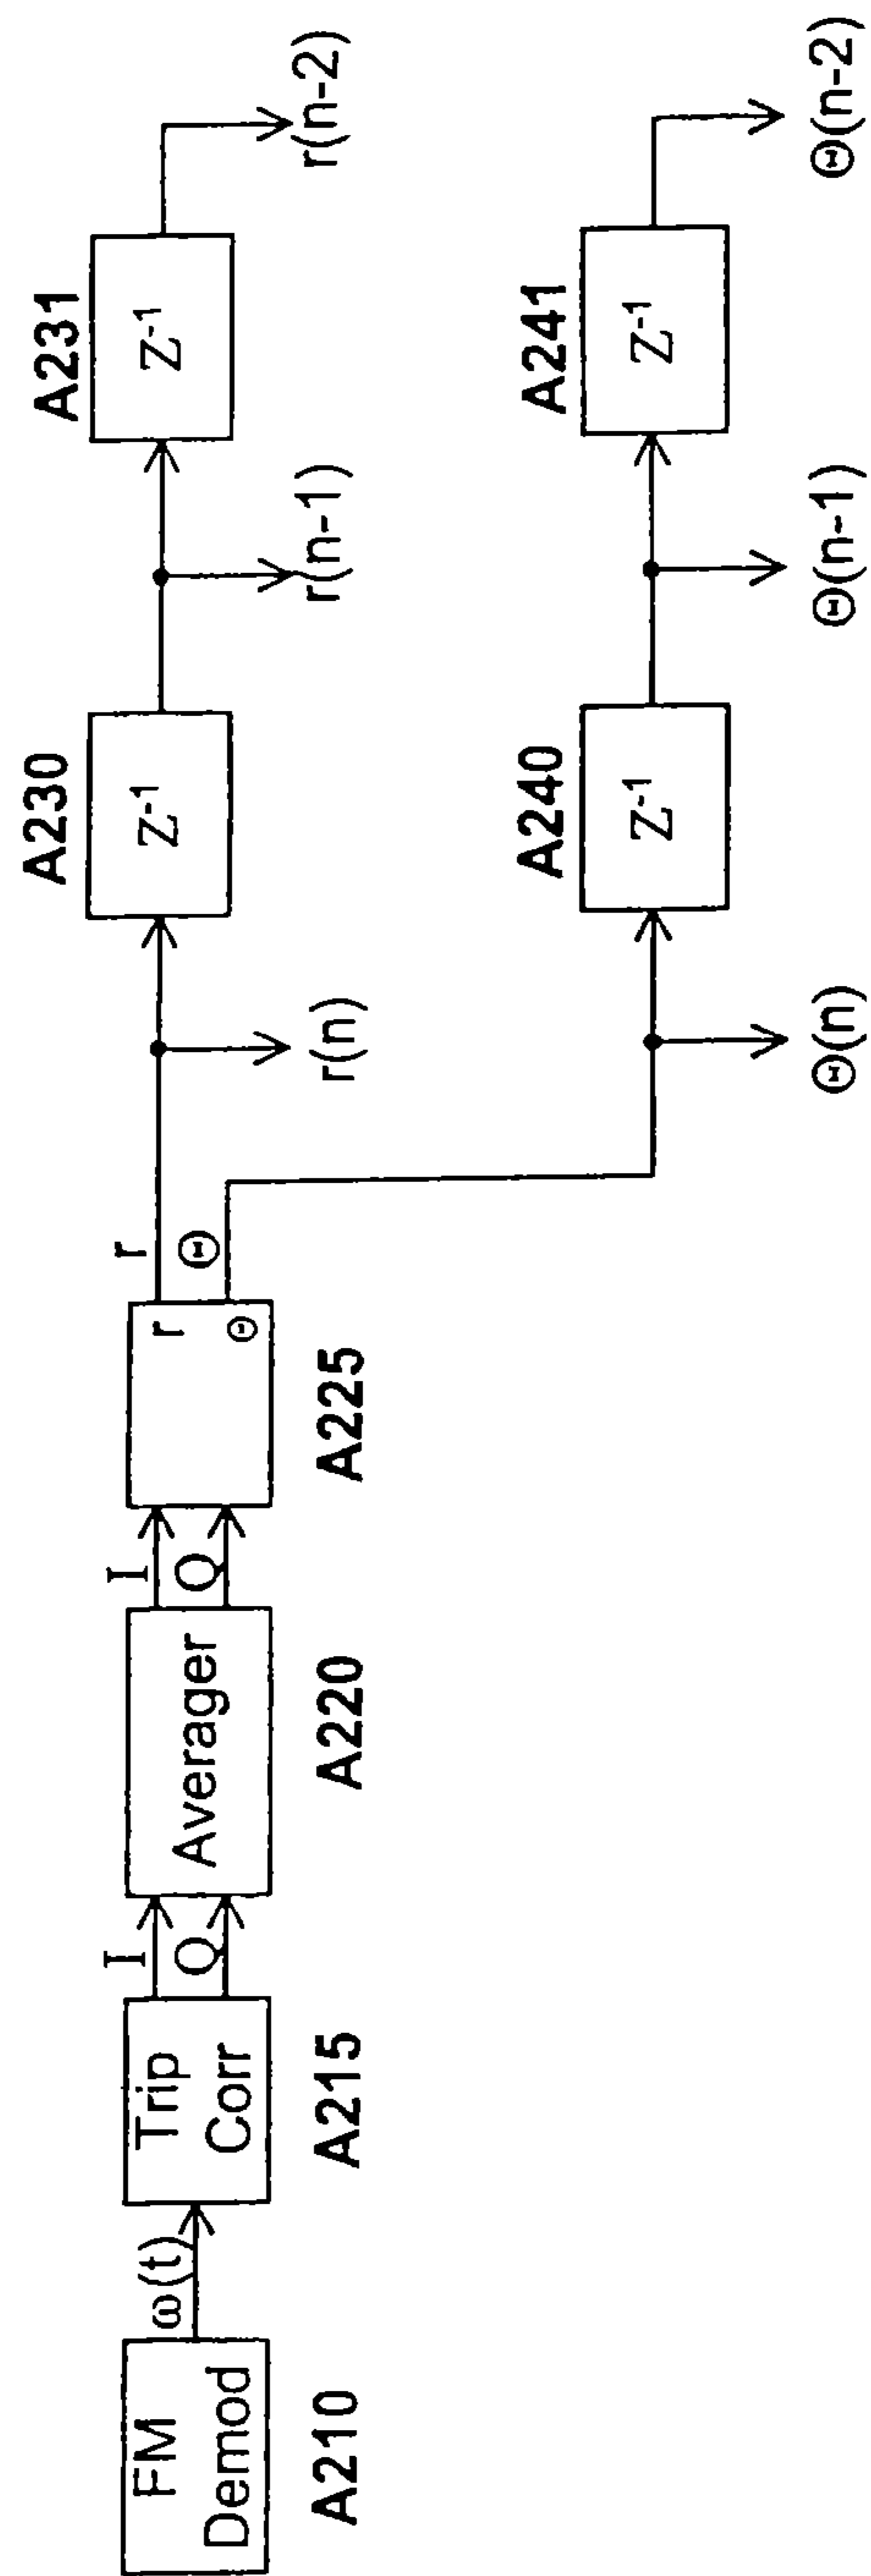 FM
Demod
A210
ω(t)
Trip
Corr
A215
I
Q
Averager
A220
I
Q
r
Θ
A225
r
Θ
r(n)
A230
Z⁻¹
r(n-1)
A231
Z⁻¹
r(n-2)
Θ(n)
A240
Z⁻¹
Θ(n-1)
A241
Z⁻¹
Θ(n-2)